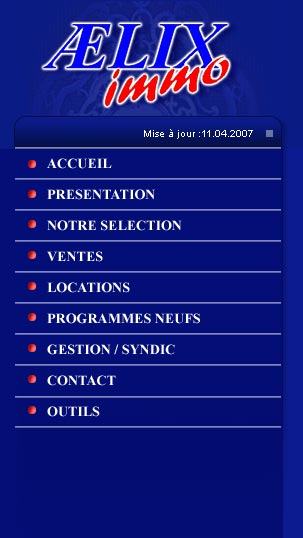 ÆLIX
immo
Mise à jour :11.04.2007
ACCUEIL
PRESENTATION
NOTRE SELECTION
VENTES
LOCATIONS
PROGRAMMES NEUFS
GESTION / SYNDIC
CONTACT
OUTILS